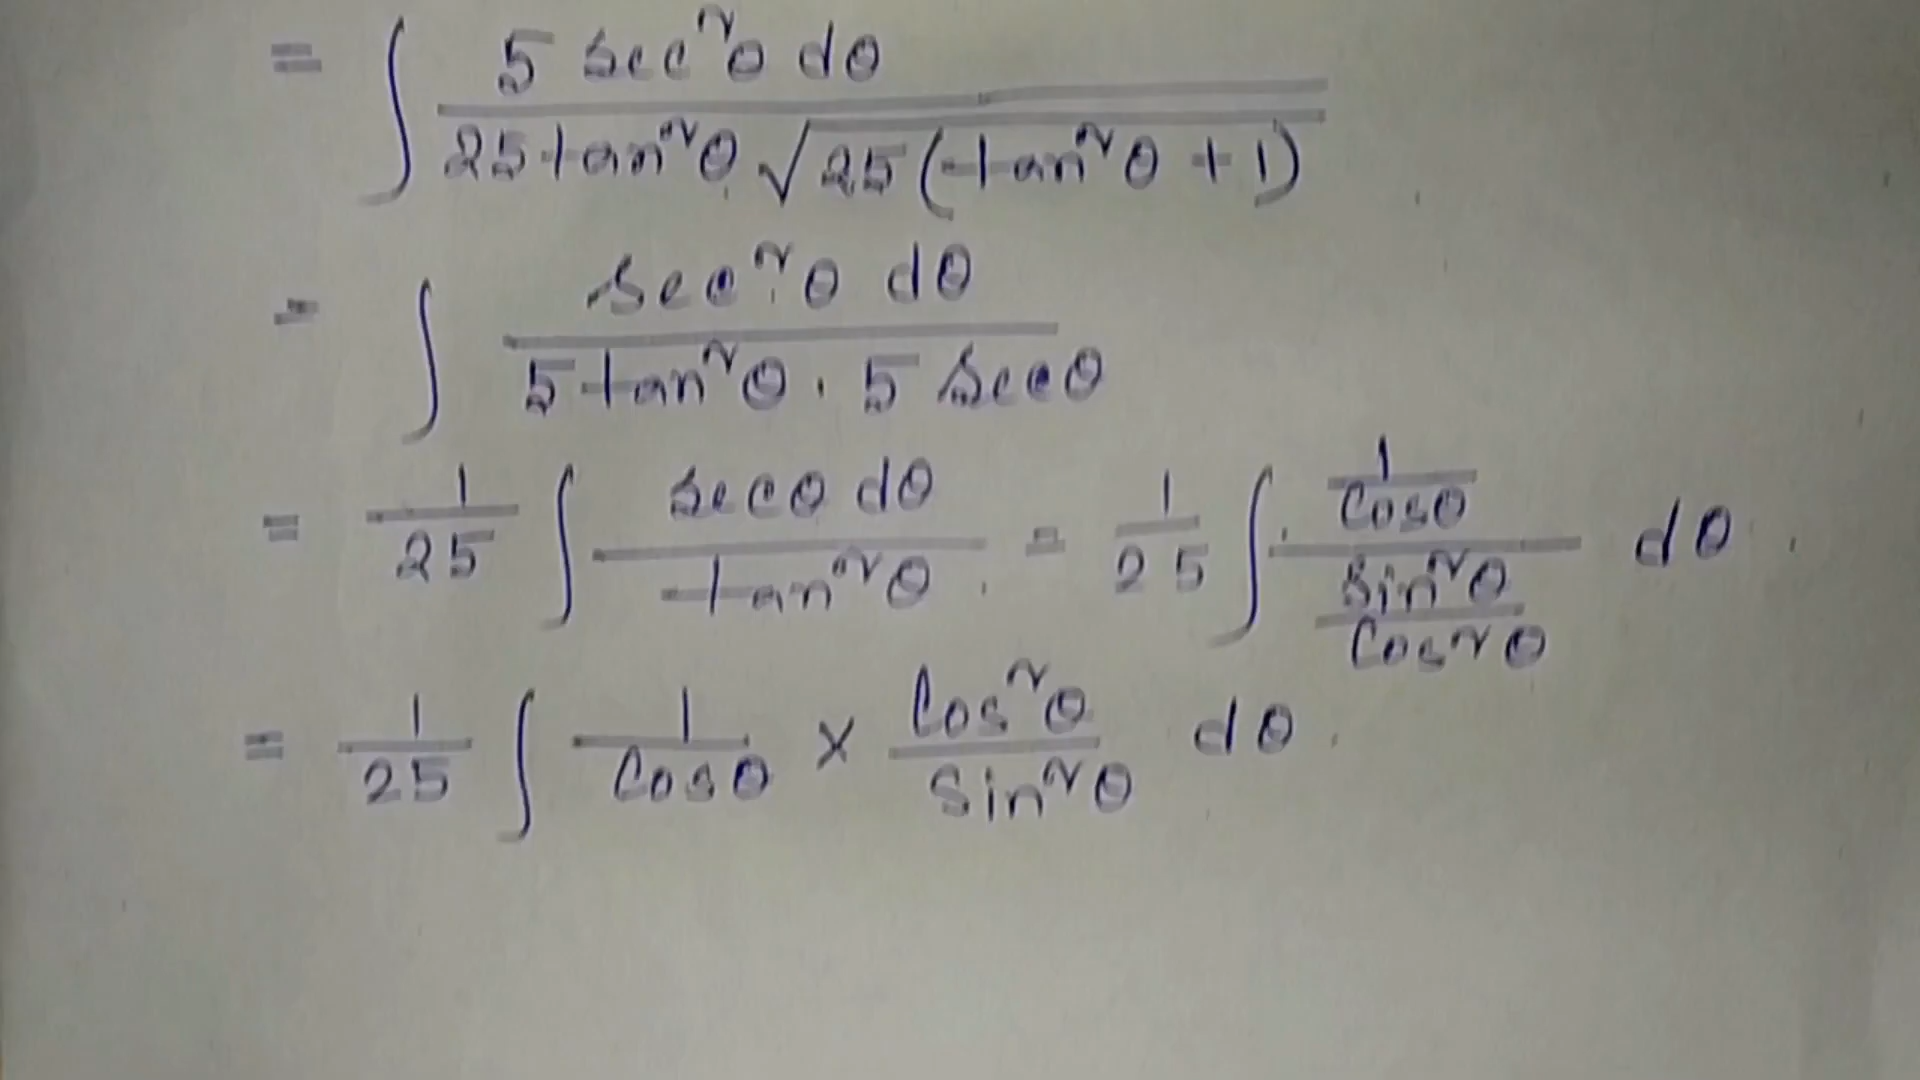 = ∫ 5 sec²θ dθ / 25 tan²θ √25(tan²θ + 1)
= ∫ sec²θ dθ / 5 tan²θ . 5 secθ
= 1/25 ∫ secθ dθ / tan²θ . = 1/25 ∫ (1/cosθ) / (sin²θ/cos²θ) dθ .
= 1/25 ∫ 1/cosθ × cos²θ/sin²θ dθ .